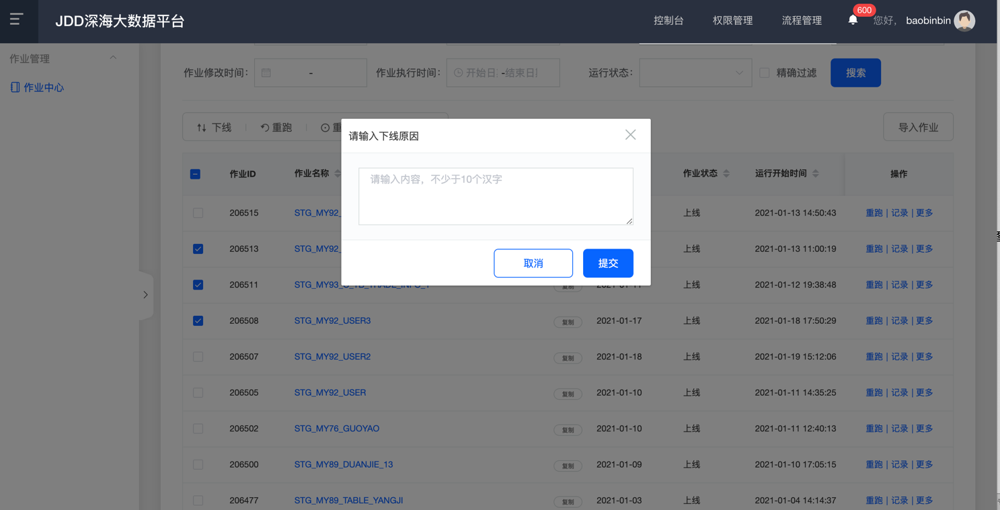 JDD深海大数据平台
控制台 权限管理 流程管理 600 您好， baobinbin
作业管理
作业中心
作业修改时间： - 作业执行时间： 开始日 - 结束日 运行状态： 精确过滤 搜索
下线 重跑 重 导入作业
请输入下线原因
请输入内容，不少于10个汉字
取消 提交
作业ID 作业名称 作业状态 运行开始时间 操作
206515 STG_MY92_ 上线 2021-01-13 14:50:43 重跑 | 记录 | 更多
206513 STG_MY92_ 上线 2021-01-13 11:00:19 重跑 | 记录 | 更多
206511 上线 2021-01-12 19:38:48 重跑 | 记录 | 更多
206508 STG_MY92_USER3 复制 2021-01-17 上线 2021-01-18 17:50:29 重跑 | 记录 | 更多
206507 STG_MY92_USER2 复制 2021-01-18 上线 2021-01-19 15:12:06 重跑 | 记录 | 更多
206505 STG_MY92_USER 复制 2021-01-10 上线 2021-01-11 14:35:25 重跑 | 记录 | 更多
206502 STG_MY76_GUOYAO 复制 2021-01-10 上线 2021-01-11 12:40:13 重跑 | 记录 | 更多
206500 STG_MY89_DUANJIE_13 复制 2021-01-09 上线 2021-01-10 17:05:15 重跑 | 记录 | 更多
206477 STG_MY89_TABLE_YANGJI 复制 2021-01-03 上线 2021-01-04 14:14:37 重跑 | 记录 | 更多